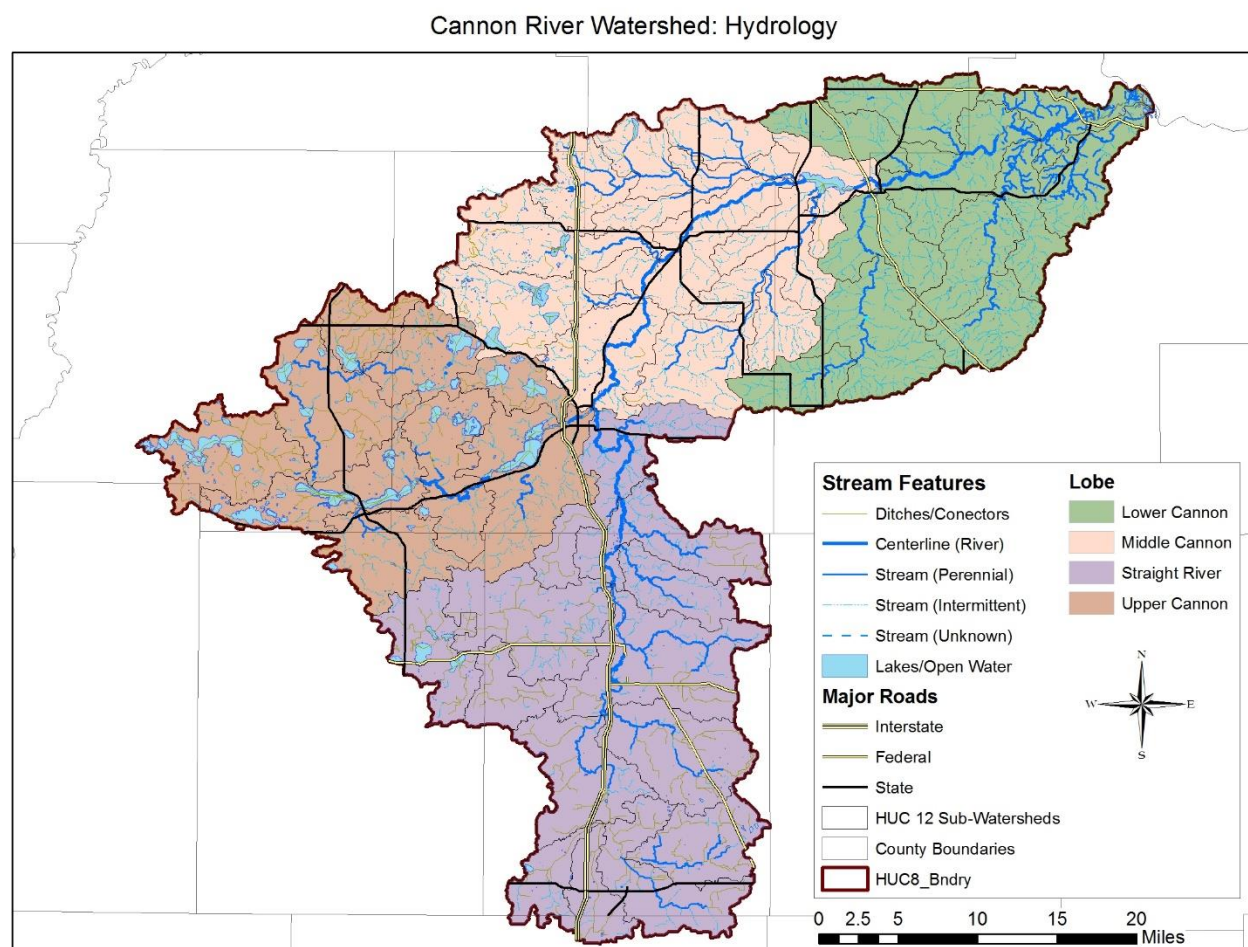 Cannon River Watershed: Hydrology
Stream Features
Ditches/Conectors
Centerline (River)
Stream (Perennial)
Stream (Intermittent)
Stream (Unknown)
Lakes/Open Water
Major Roads
Interstate
Federal
State
HUC 12 Sub-Watersheds
County Boundaries
HUC8_Bndry
Lobe
Lower Cannon
Middle Cannon
Straight River
Upper Cannon
N
W E
S
0 2.5 5 10 15 20
Miles